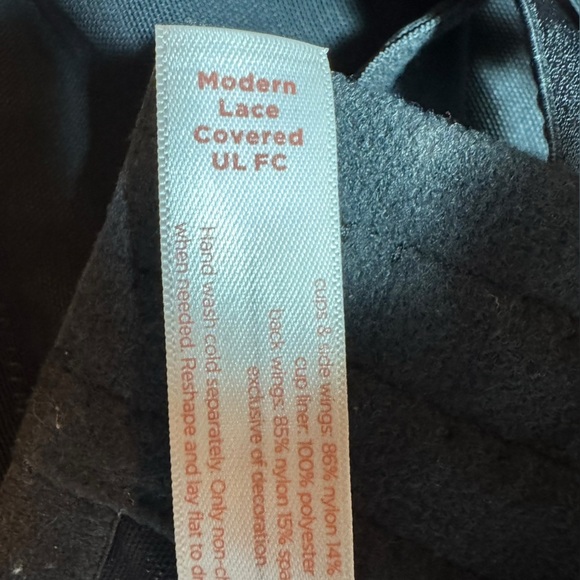 Modern
Lace
Covered
UL FC
cups & side wings: 86% nylon 14%
cup liner: 100% polyester
back wings: 85% nylon 15% spa
exclusive of decoration
Hand wash cold separately. Only non-ch
when needed. Reshape and lay flat to d